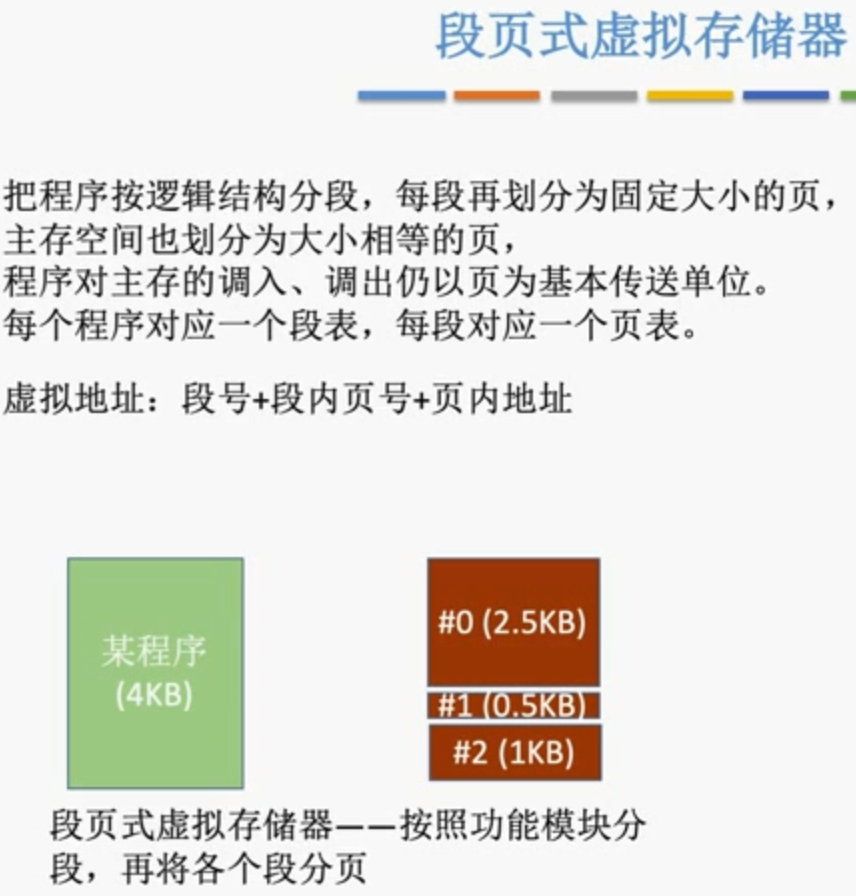 段页式虚拟存储器
把程序按逻辑结构分段，每段再划分为固定大小的页，
主存空间也划分为大小相等的页，
程序对主存的调入、调出仍以页为基本传送单位。
每个程序对应一个段表，每段对应一个页表。
虚拟地址：段号+段内页号+页内地址
某程序
(4KB)
#0 (2.5KB)
#1 (0.5KB)
#2 (1KB)
段页式虚拟存储器——按照功能模块分
段，再将各个段分页